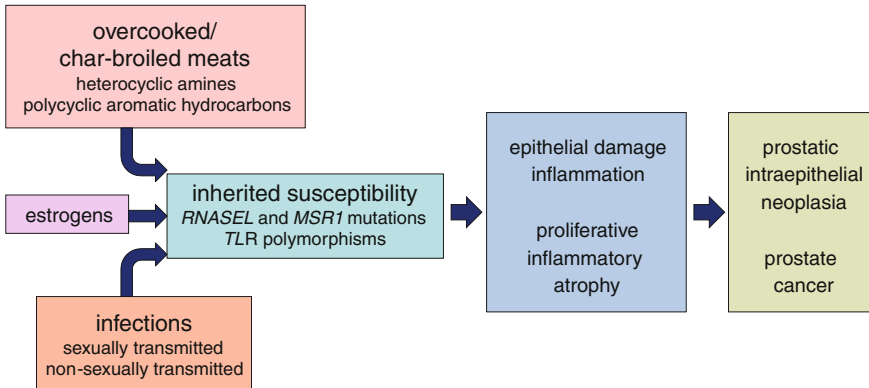 overcooked/
char-broiled meats
heterocyclic amines
polycyclic aromatic hydrocarbons
estrogens
infections
sexually transmitted
non-sexually transmitted
inherited susceptibility
RNASEL and MSR1 mutations
TLR polymorphisms
epithelial damage
inflammation
proliferative
inflammatory
atrophy
prostatic
intraepithelial
neoplasia
prostate
cancer